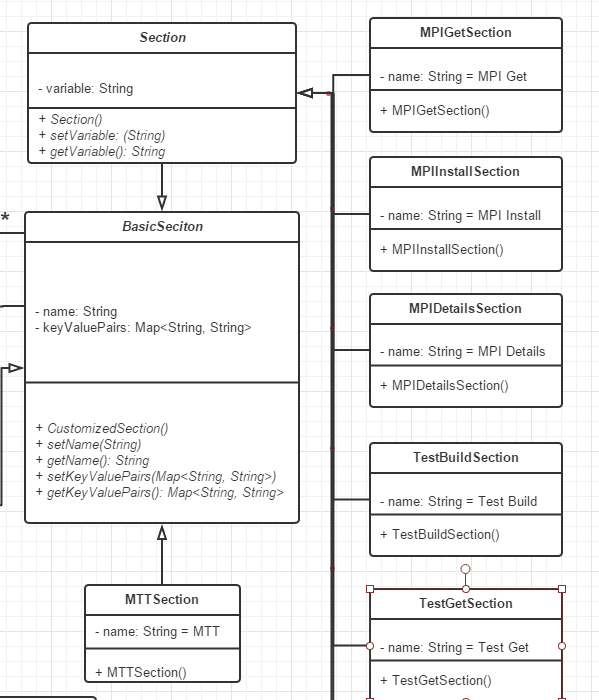 Section
- variable: String
+ Section()
+ setVariable: (String)
+ getVariable(): String
*
BasicSeciton
- name: String
- keyValuePairs: Map<String, String>
+ CustomizedSection()
+ setName(String)
+ getName(): String
+ setKeyValuePairs(Map<String, String>)
+ getKeyValuePairs(): Map<String, String>
MTTSection
- name: String = MTT
+ MTTSection()
MPIGetSection
- name: String = MPI Get
+ MPIGetSection()
MPIInstallSection
- name: String = MPI Install
+ MPIInstallSection()
MPIDetailsSection
- name: String = MPI Details
+ MPIDetailsSection()
TestBuildSection
- name: String = Test Build
+ TestBuildSection()
TestGetSection
- name: String = Test Get
+ TestGetSection()